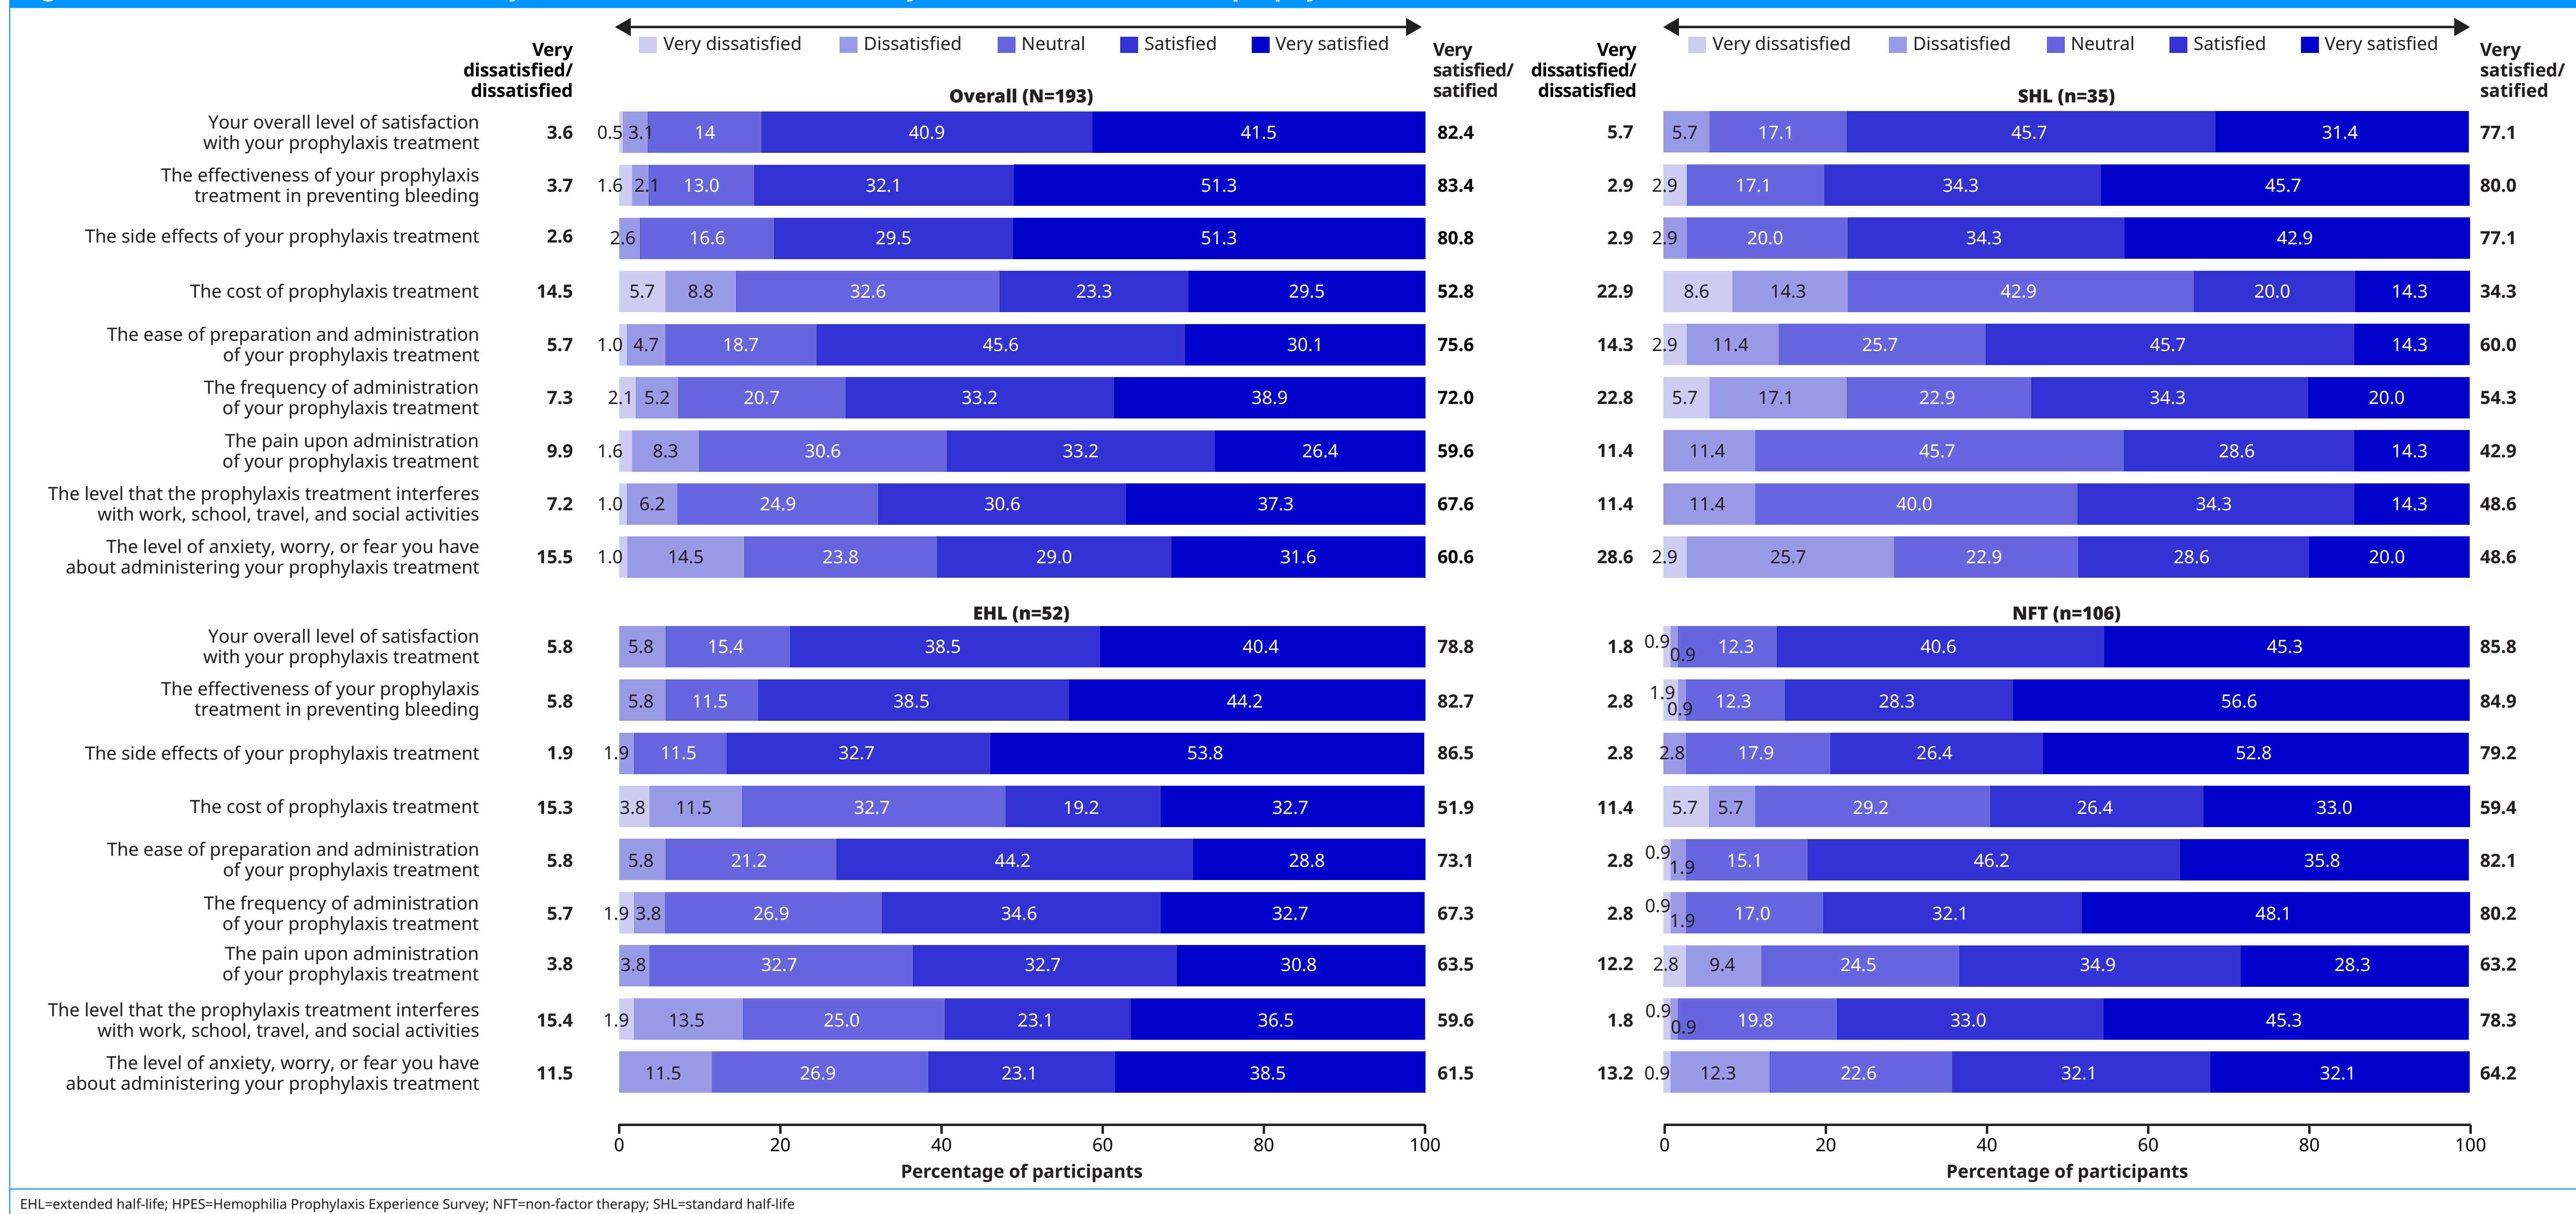 Very dissatisfied Dissatisfied Neutral Satisfied Very satisfied
Very
dissatisfied/
dissatisfied
Very
satisfied/
satified
Overall (N=193)
Your overall level of satisfaction
with your prophylaxis treatment
3.6 0.5 3.1 14 40.9 41.5 82.4
The effectiveness of your prophylaxis
treatment in preventing bleeding
3.7 1.6 2.1 13.0 32.1 51.3 83.4
The side effects of your prophylaxis treatment
2.6 2.6 16.6 29.5 51.3 80.8
The cost of prophylaxis treatment
14.5 5.7 8.8 32.6 23.3 29.5 52.8
The ease of preparation and administration
of your prophylaxis treatment
5.7 1.0 4.7 18.7 45.6 30.1 75.6
The frequency of administration
of your prophylaxis treatment
7.3 2.1 5.2 20.7 33.2 38.9 72.0
The pain upon administration
of your prophylaxis treatment
9.9 1.6 8.3 30.6 33.2 26.4 59.6
The level that the prophylaxis treatment interferes
with work, school, travel, and social activities
7.2 1.0 6.2 24.9 30.6 37.3 67.6
The level of anxiety, worry, or fear you have
about administering your prophylaxis treatment
15.5 1.0 14.5 23.8 29.0 31.6 60.6
Very dissatisfied Dissatisfied Neutral Satisfied Very satisfied
Very
dissatisfied/
dissatisfied
Very
satisfied/
satified
SHL (n=35)
5.7 5.7 17.1 45.7 31.4 77.1
2.9 2.9 17.1 34.3 45.7 80.0
2.9 2.9 20.0 34.3 42.9 77.1
22.9 8.6 14.3 42.9 20.0 14.3 34.3
14.3 2.9 11.4 25.7 45.7 14.3 60.0
22.8 5.7 17.1 22.9 34.3 20.0 54.3
11.4 11.4 45.7 28.6 14.3 42.9
11.4 11.4 40.0 34.3 14.3 48.6
28.6 2.9 25.7 22.9 28.6 20.0 48.6
EHL (n=52)
Your overall level of satisfaction
with your prophylaxis treatment
5.8 5.8 15.4 38.5 40.4 78.8
The effectiveness of your prophylaxis
treatment in preventing bleeding
5.8 5.8 11.5 38.5 44.2 82.7
The side effects of your prophylaxis treatment
1.9 1.9 11.5 32.7 53.8 86.5
The cost of prophylaxis treatment
15.3 3.8 11.5 32.7 19.2 32.7 51.9
The ease of preparation and administration
of your prophylaxis treatment
5.8 5.8 21.2 44.2 28.8 73.1
The frequency of administration
of your prophylaxis treatment
5.7 1.9 3.8 26.9 34.6 32.7 67.3
The pain upon administration
of your prophylaxis treatment
3.8 3.8 32.7 32.7 30.8 63.5
The level that the prophylaxis treatment interferes
with work, school, travel, and social activities
15.4 1.9 13.5 25.0 23.1 36.5 59.6
The level of anxiety, worry, or fear you have
about administering your prophylaxis treatment
11.5 11.5 26.9 23.1 38.5 61.5
0 20 40 60 80 100
Percentage of participants
NFT (n=106)
1.8 0.9 0.9 12.3 40.6 45.3 85.8
2.8 1.9 0.9 12.3 28.3 56.6 84.9
2.8 2.8 17.9 26.4 52.8 79.2
11.4 5.7 5.7 29.2 26.4 33.0 59.4
2.8 0.9 1.9 15.1 46.2 35.8 82.1
2.8 0.9 1.9 17.0 32.1 48.1 80.2
12.2 2.8 9.4 24.5 34.9 28.3 63.2
1.8 0.9 0.9 19.8 33.0 45.3 78.3
13.2 0.9 12.3 22.6 32.1 32.1 64.2
0 20 40 60 80 100
Percentage of participants
EHL=extended half-life; HPES=Hemophilia Prophylaxis Experience Survey; NFT=non-factor therapy; SHL=standard half-life